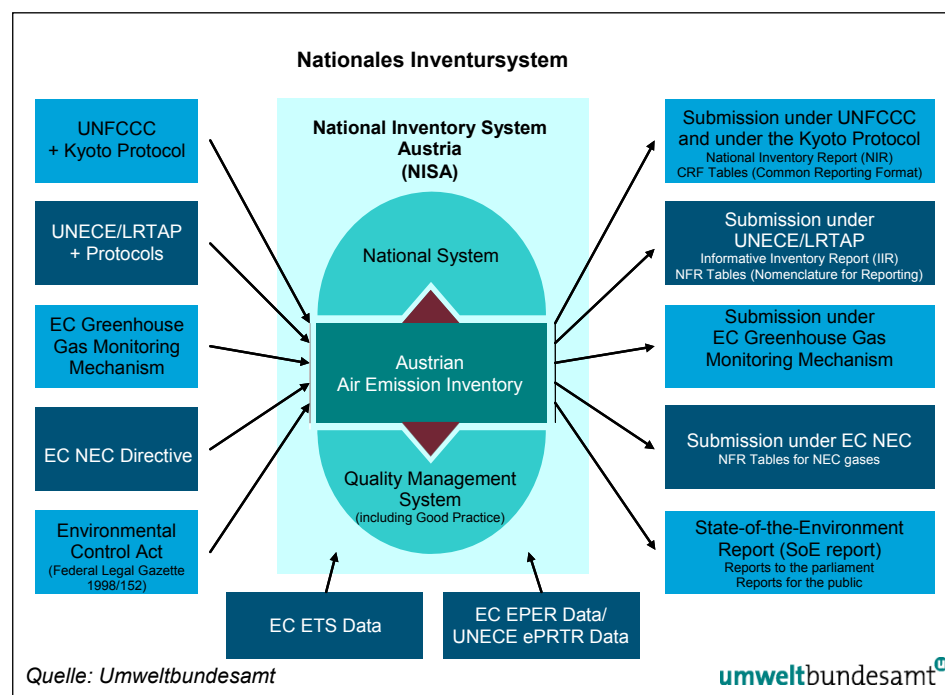 Nationales Inventursystem
UNFCCC
+ Kyoto Protocol
UNECE/LRTAP
+ Protocols
EC Greenhouse
Gas Monitoring
Mechanism
EC NEC Directive
Environmental
Control Act
(Federal Legal Gazette
1998/152)
National Inventory System
Austria
(NISA)
National System
Austrian
Air Emission Inventory
Quality Management
System
(including Good Practice)
EC ETS Data
EC EPER Data/
UNECE ePRTR Data
Submission under UNFCCC
and under the Kyoto Protocol
National Inventory Report (NIR)
CRF Tables (Common Reporting Format)
Submission under
UNECE/LRTAP
Informative Inventory Report (IIR)
NFR Tables (Nomenclature for Reporting)
Submission under
EC Greenhouse Gas
Monitoring Mechanism
Submission under EC NEC
NFR Tables for NEC gases
State-of-the-Environment
Report (SoE report)
Reports to the parliament
Reports for the public
Quelle: Umweltbundesamt
umweltbundesamt u